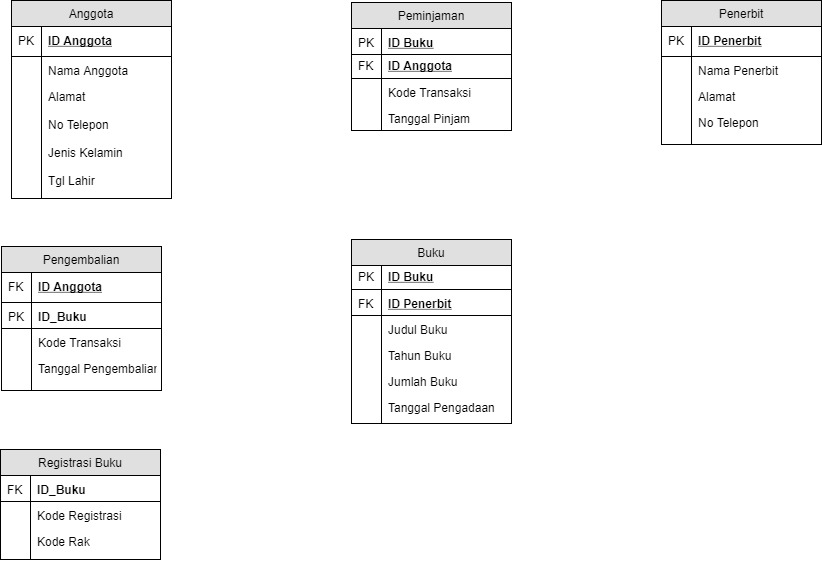 Anggota
PK ID Anggota
Nama Anggota
Alamat
No Telepon
Jenis Kelamin
Tgl Lahir
Peminjaman
PK ID Buku
FK ID Anggota
Kode Transaksi
Tanggal Pinjam
Penerbit
PK ID Penerbit
Nama Penerbit
Alamat
No Telepon
Pengembalian
FK ID Anggota
PK ID_Buku
Kode Transaksi
Tanggal Pengembalian
Buku
PK ID Buku
FK ID Penerbit
Judul Buku
Tahun Buku
Jumlah Buku
Tanggal Pengadaan
Registrasi Buku
FK ID_Buku
Kode Registrasi
Kode Rak